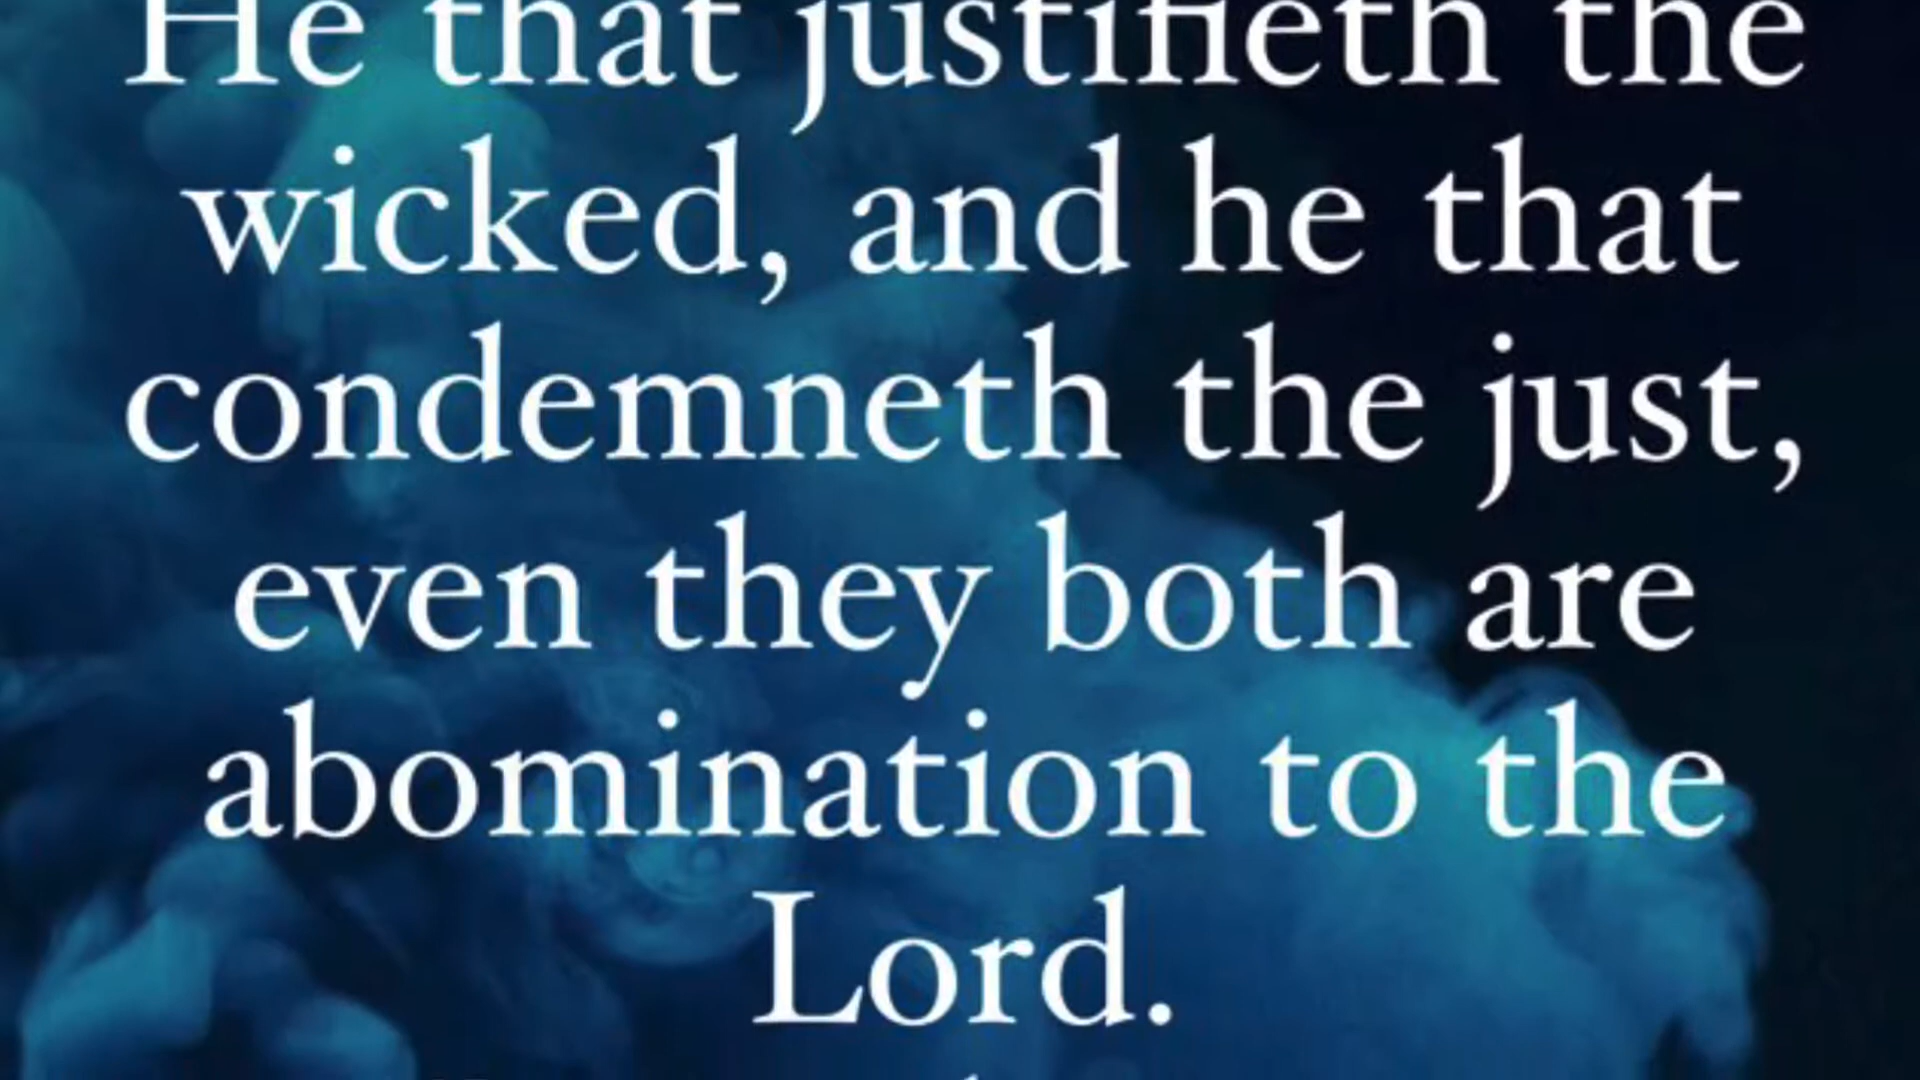 He that justifieth the
wicked, and he that
condemneth the just,
even they both are
abomination to the
Lord.